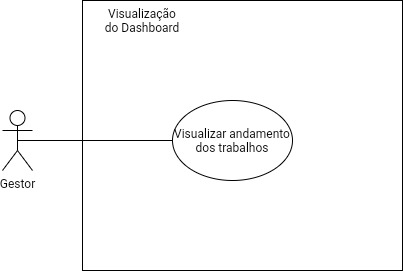 Visualização
do Dashboard
Visualizar andamento
dos trabalhos
Gestor